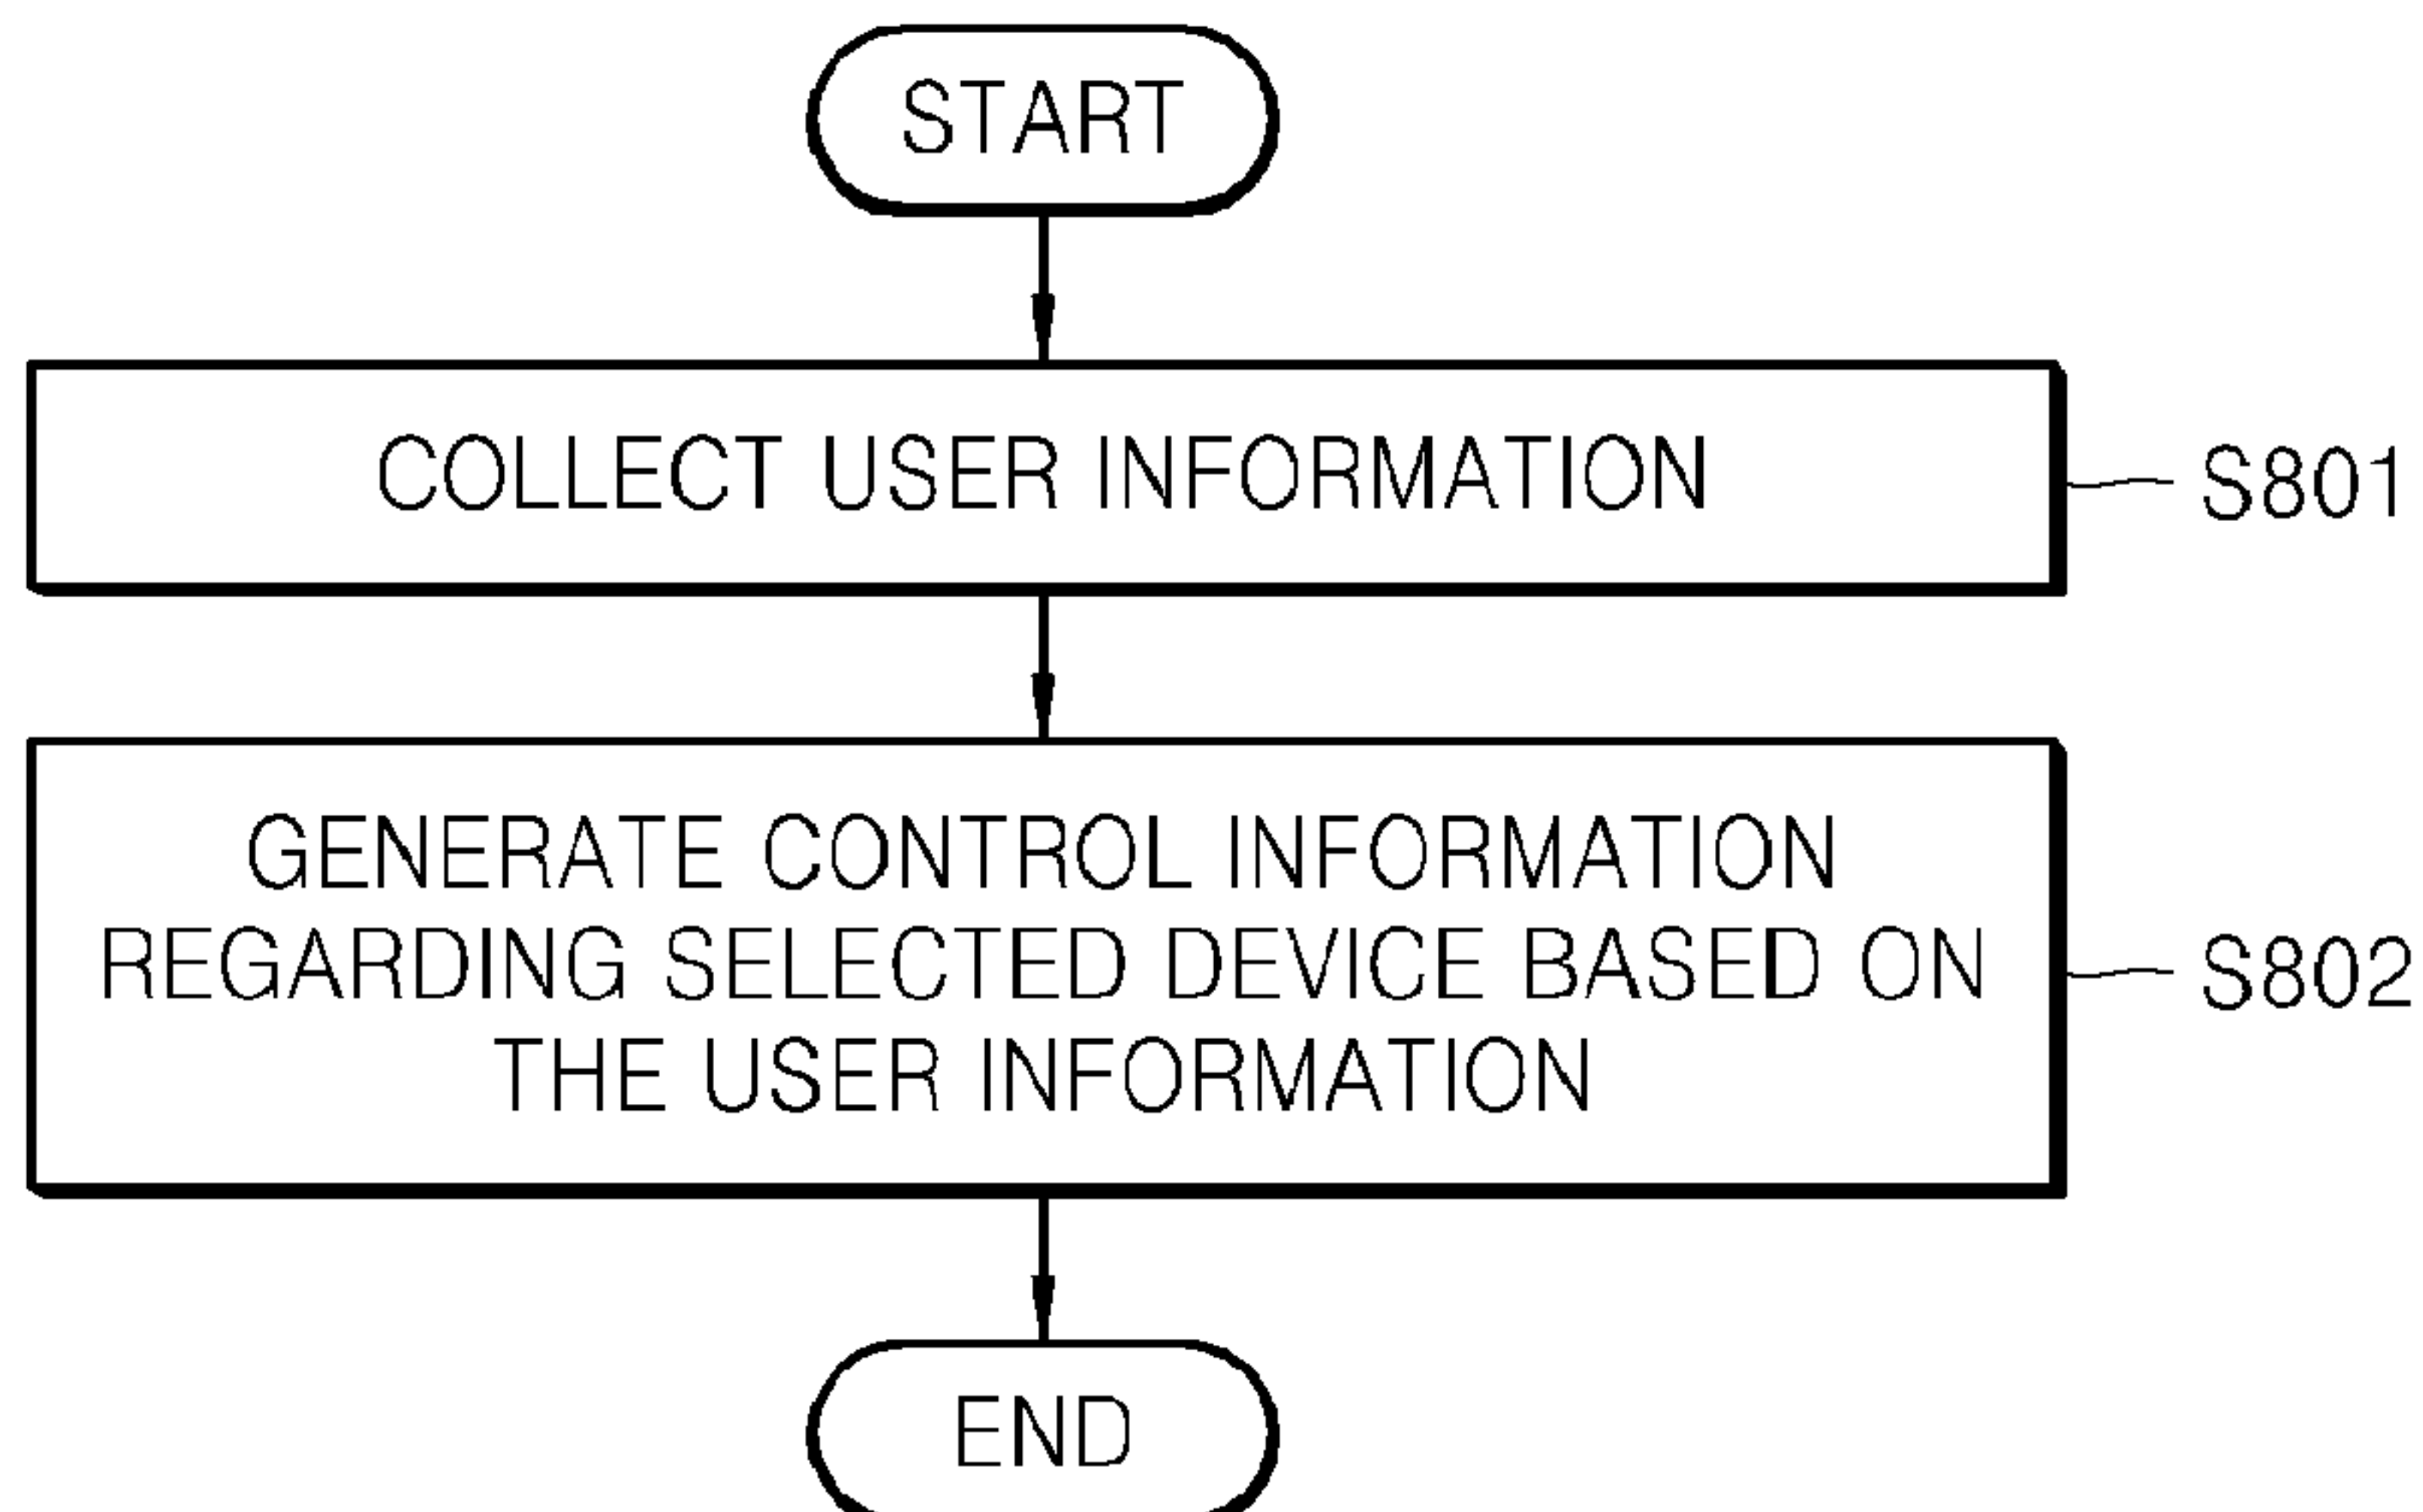 START
COLLECT USER INFORMATION
S801
GENERATE CONTROL INFORMATION
REGARDING SELECTED DEVICE BASED ON
THE USER INFORMATION
S802
END